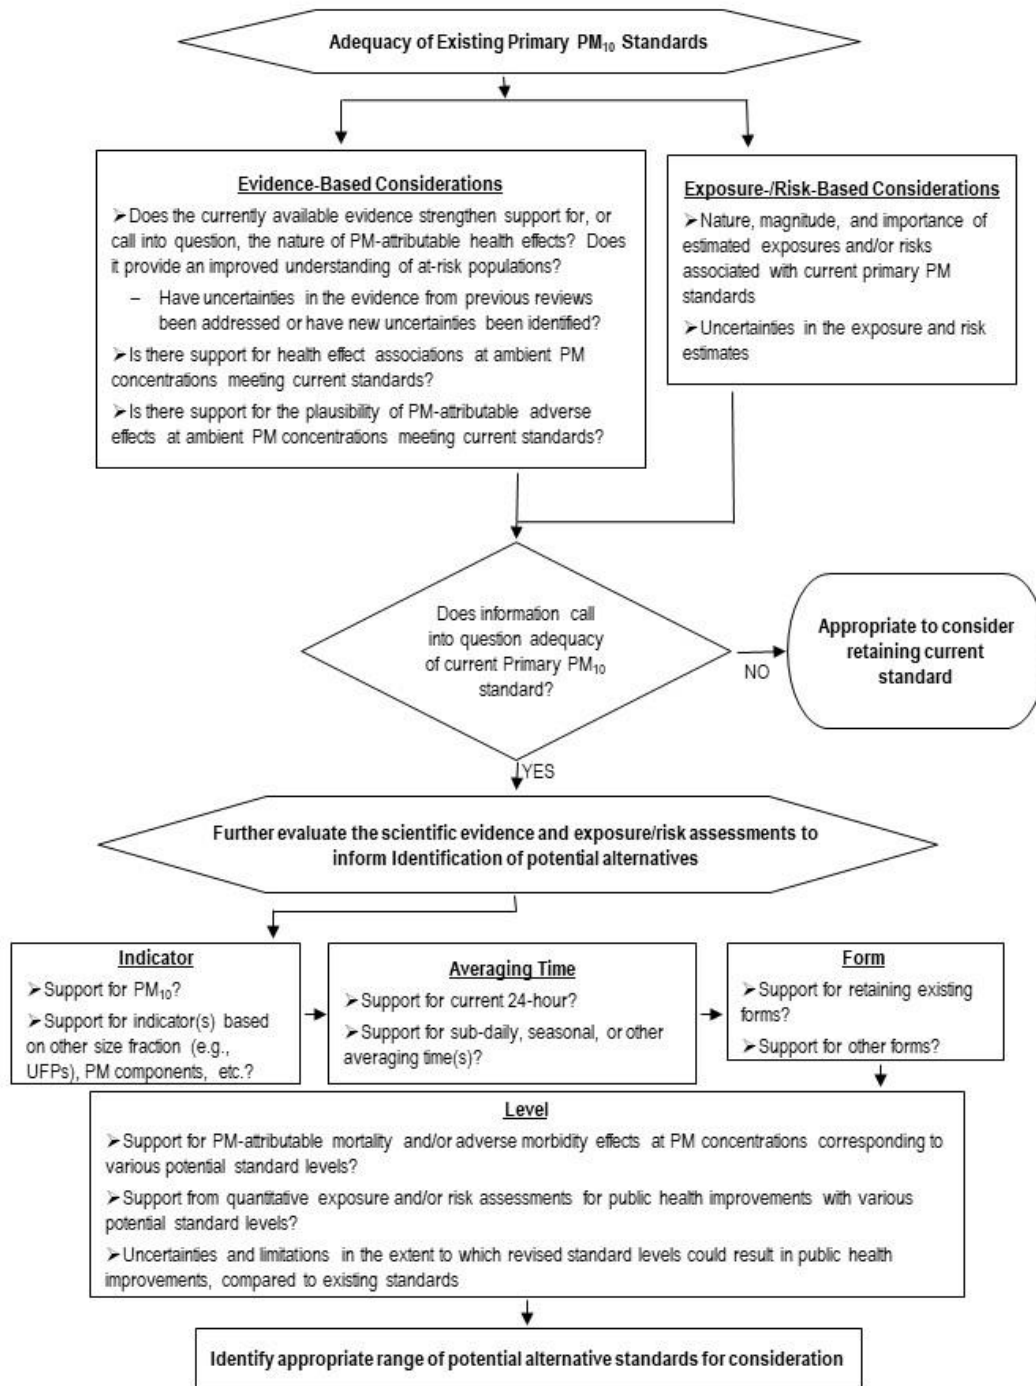 Adequacy of Existing Primary PM₁₀ Standards
Evidence-Based Considerations
➤Does the currently available evidence strengthen support for, or
call into question, the nature of PM-attributable health effects? Does
it provide an improved understanding of at-risk populations?
– Have uncertainties in the evidence from previous reviews
been addressed or have new uncertainties been identified?
➤Is there support for health effect associations at ambient PM
concentrations meeting current standards?
➤Is there support for the plausibility of PM-attributable adverse
effects at ambient PM concentrations meeting current standards?
Exposure-/Risk-Based Considerations
➤Nature, magnitude, and importance of
estimated exposures and/or risks
associated with current primary PM
standards
➤Uncertainties in the exposure and risk
estimates
Does information call
into question adequacy
of current Primary PM₁₀
standard?
NO
Appropriate to consider
retaining current
standard
YES
Further evaluate the scientific evidence and exposure/risk assessments to
inform Identification of potential alternatives
Indicator
➤Support for PM₁₀?
➤Support for indicator(s) based
on other size fraction (e.g.,
UFPs), PM components, etc.?
Averaging Time
➤Support for current 24-hour?
➤Support for sub-daily, seasonal, or other
averaging time(s)?
Form
➤Support for retaining existing
forms?
➤Support for other forms?
Level
➤Support for PM-attributable mortality and/or adverse morbidity effects at PM concentrations corresponding to
various potential standard levels?
➤Support from quantitative exposure and/or risk assessments for public health improvements with various
potential standard levels?
➤Uncertainties and limitations in the extent to which revised standard levels could result in public health
improvements, compared to existing standards
Identify appropriate range of potential alternative standards for consideration